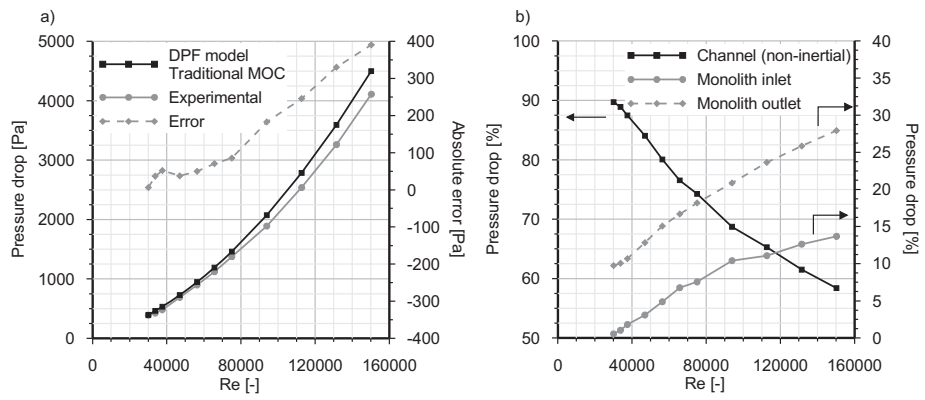 a)
DPF model
Traditional MOC
Experimental
Error
5000
4000
3000
2000
1000
0
Pressure drop [Pa]
400
300
200
100
0
-100
-200
-300
-400
Absolute error [Pa]
0
40000
80000
120000
160000
Re [-]
b)
Channel (non-inertial)
Monolith inlet
Monolith outlet
100
90
80
70
60
50
Pressure drop [%]
40
35
30
25
20
15
10
5
0
Pressure drop [%]
0
40000
80000
120000
160000
Re [-]